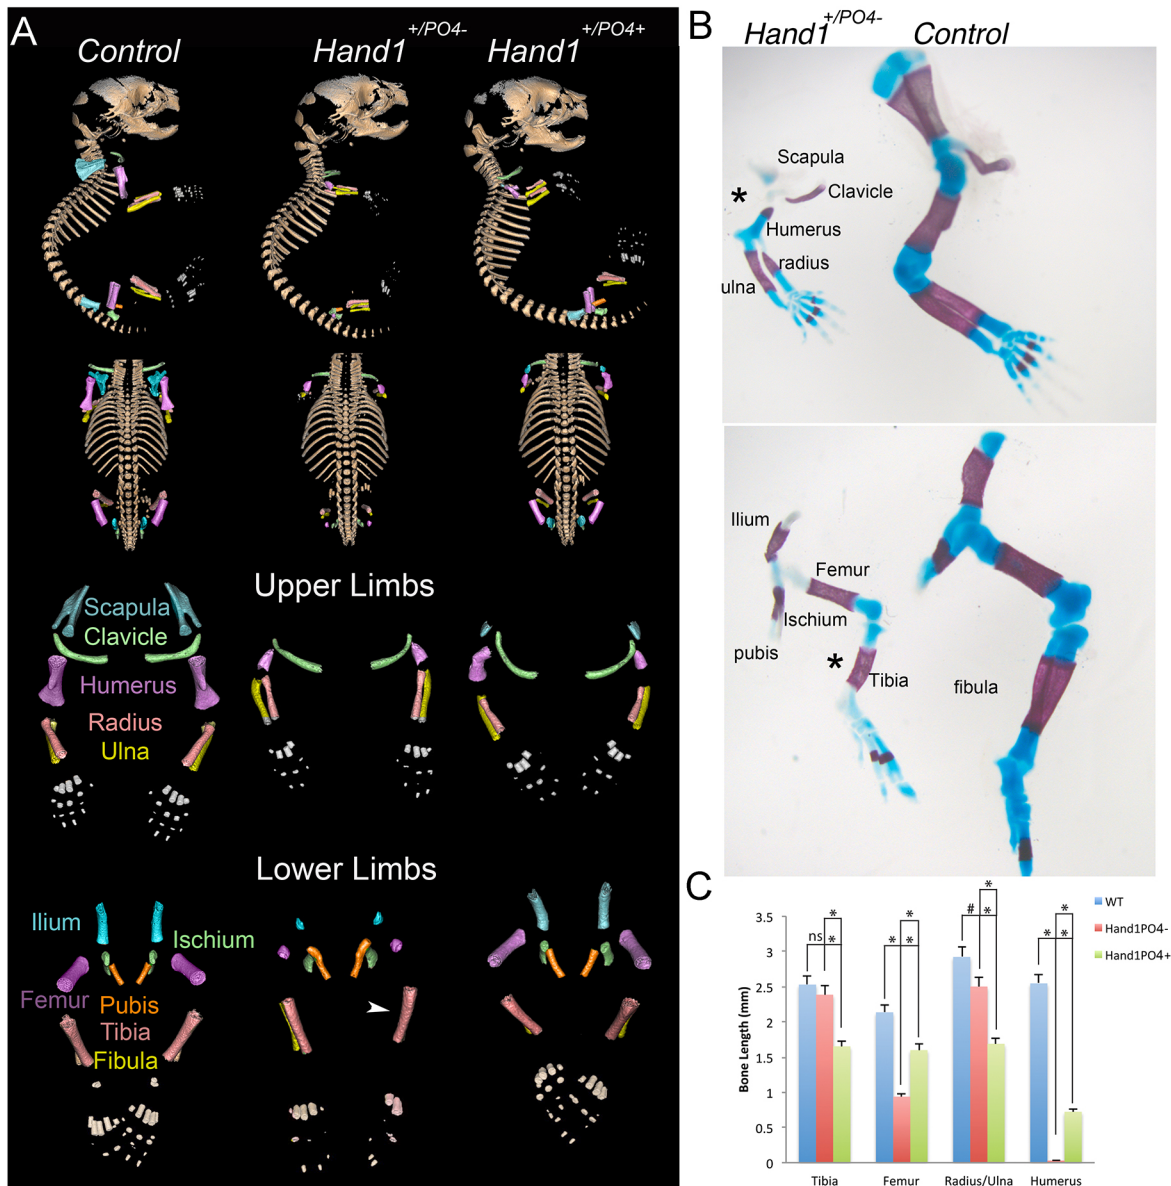 A
Control
Hand1+/PO4-
Hand1+/PO4+
Upper Limbs
Scapula
Clavicle
Humerus
Radius
Ulna
Lower Limbs
Ilium
Ischium
Femur
Pubis
Tibia
Fibula
B
Hand1+/PO4-
Control
Scapula
*
Clavicle
Humerus
radius
ulna
Ilium
Femur
Ischium
pubis
*
Tibia
fibula
C
3.5
3
2.5
2
1.5
1
0.5
0
Bone Length (mm)
ns * *
* * *
# * *
* * *
Tibia Femur Radius/Ulna Humerus
WT
Hand1PO4-
Hand1PO4+